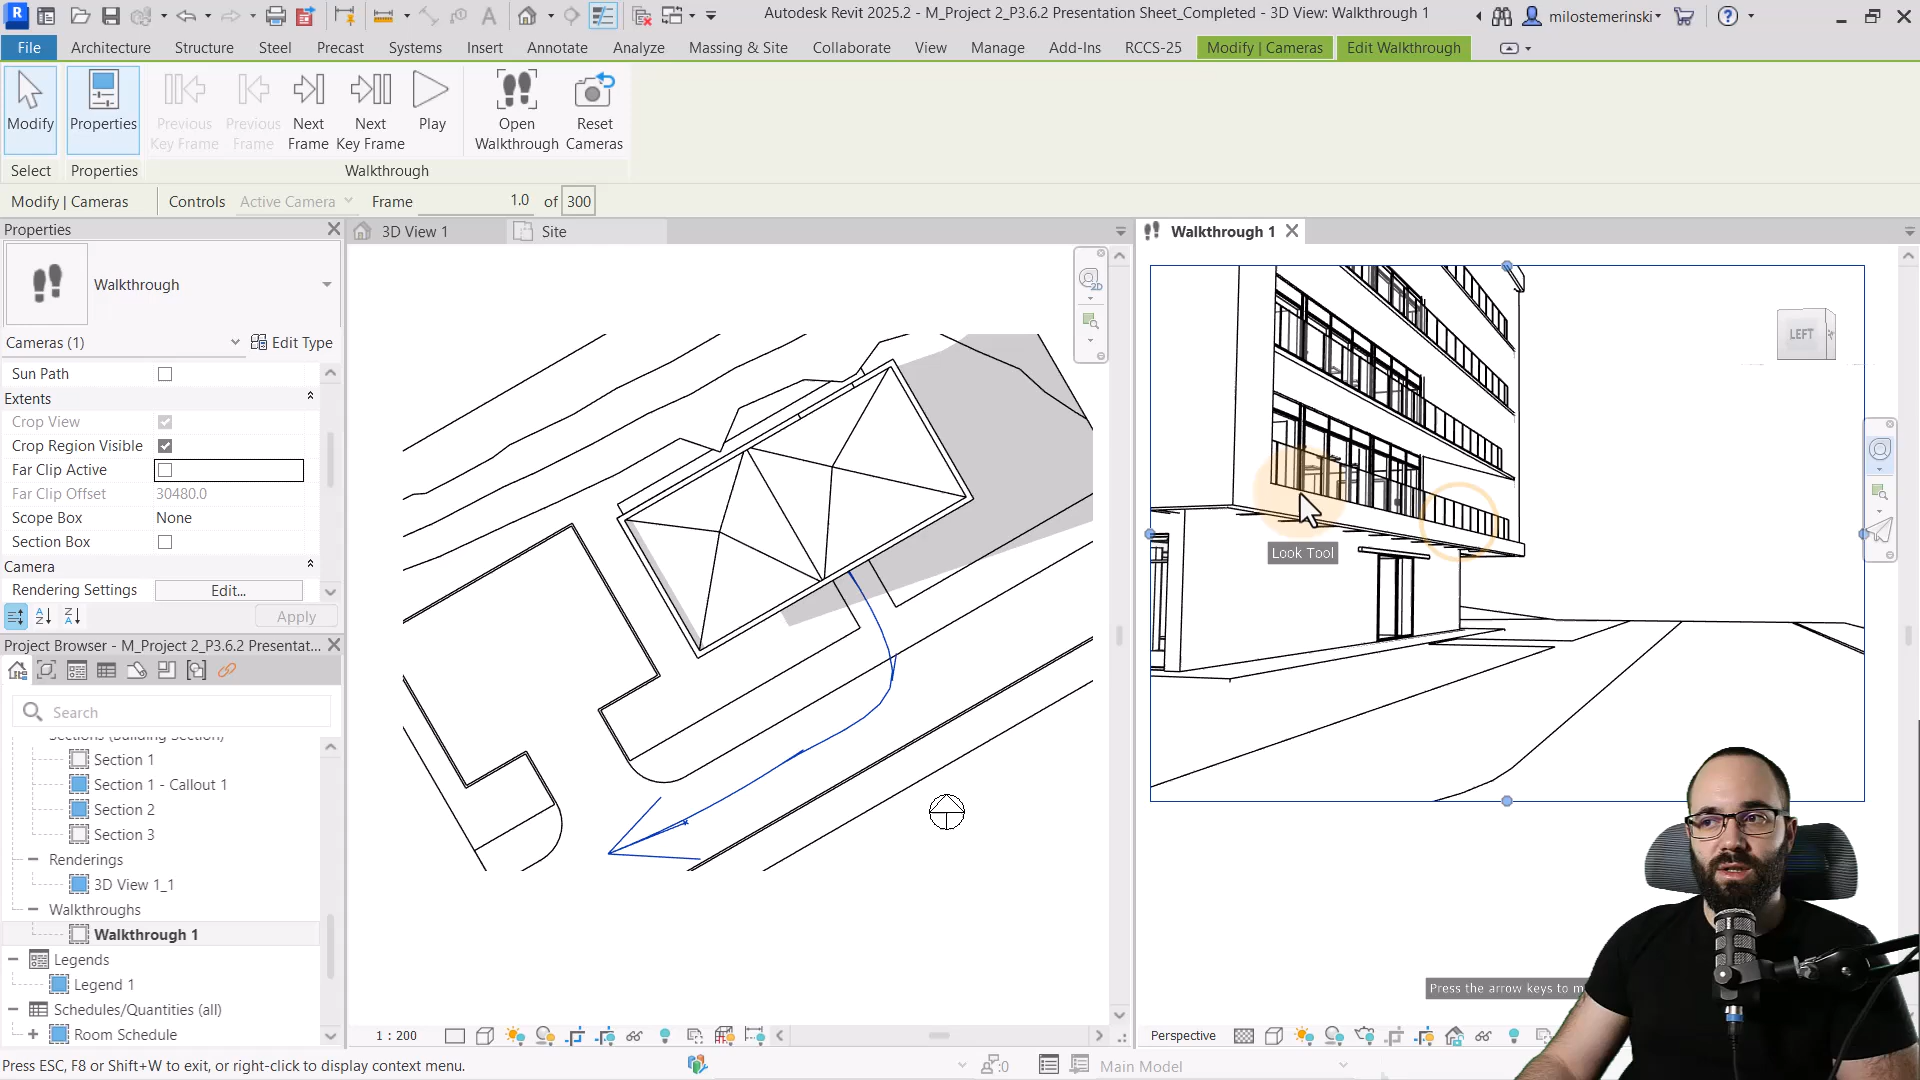 R
Autodesk Revit 2025.2 - M_Project 2_P3.6.2 Presentation Sheet_Completed - 3D View: Walkthrough 1
milostemerinski
File Architecture Structure Steel Precast Systems Insert Annotate Analyze Massing & Site Collaborate View Manage Add-Ins RCCS-25 Modify | Cameras Edit Walkthrough
Modify
Properties
Previous Key Frame
Previous Frame
Next Frame
Next Key Frame
Play
Open Walkthrough
Reset Cameras
Select
Properties
Walkthrough
Modify | Cameras
Controls
Active Camera
Frame
1.0
of
300
Properties
3D View 1
Site
Walkthrough 1
Walkthrough
Cameras (1)
Edit Type
Sun Path
Extents
Crop View
Crop Region Visible
Far Clip Active
Far Clip Offset 30480.0
Scope Box None
Section Box
Camera
Rendering Settings Edit...
Apply
Project Browser - M_Project 2_P3.6.2 Presentat...
Search
Sections (Building Section)
Section 1
Section 1 - Callout 1
Section 2
Section 3
Renderings
3D View 1_1
Walkthroughs
Walkthrough 1
Legends
Legend 1
Schedules/Quantities (all)
Room Schedule
2D
LEFT
Look Tool
Press the arrow keys to m
1 : 200
Perspective
Press ESC, F8 or Shift+W to exit, or right-click to display context menu.
:0
Main Model